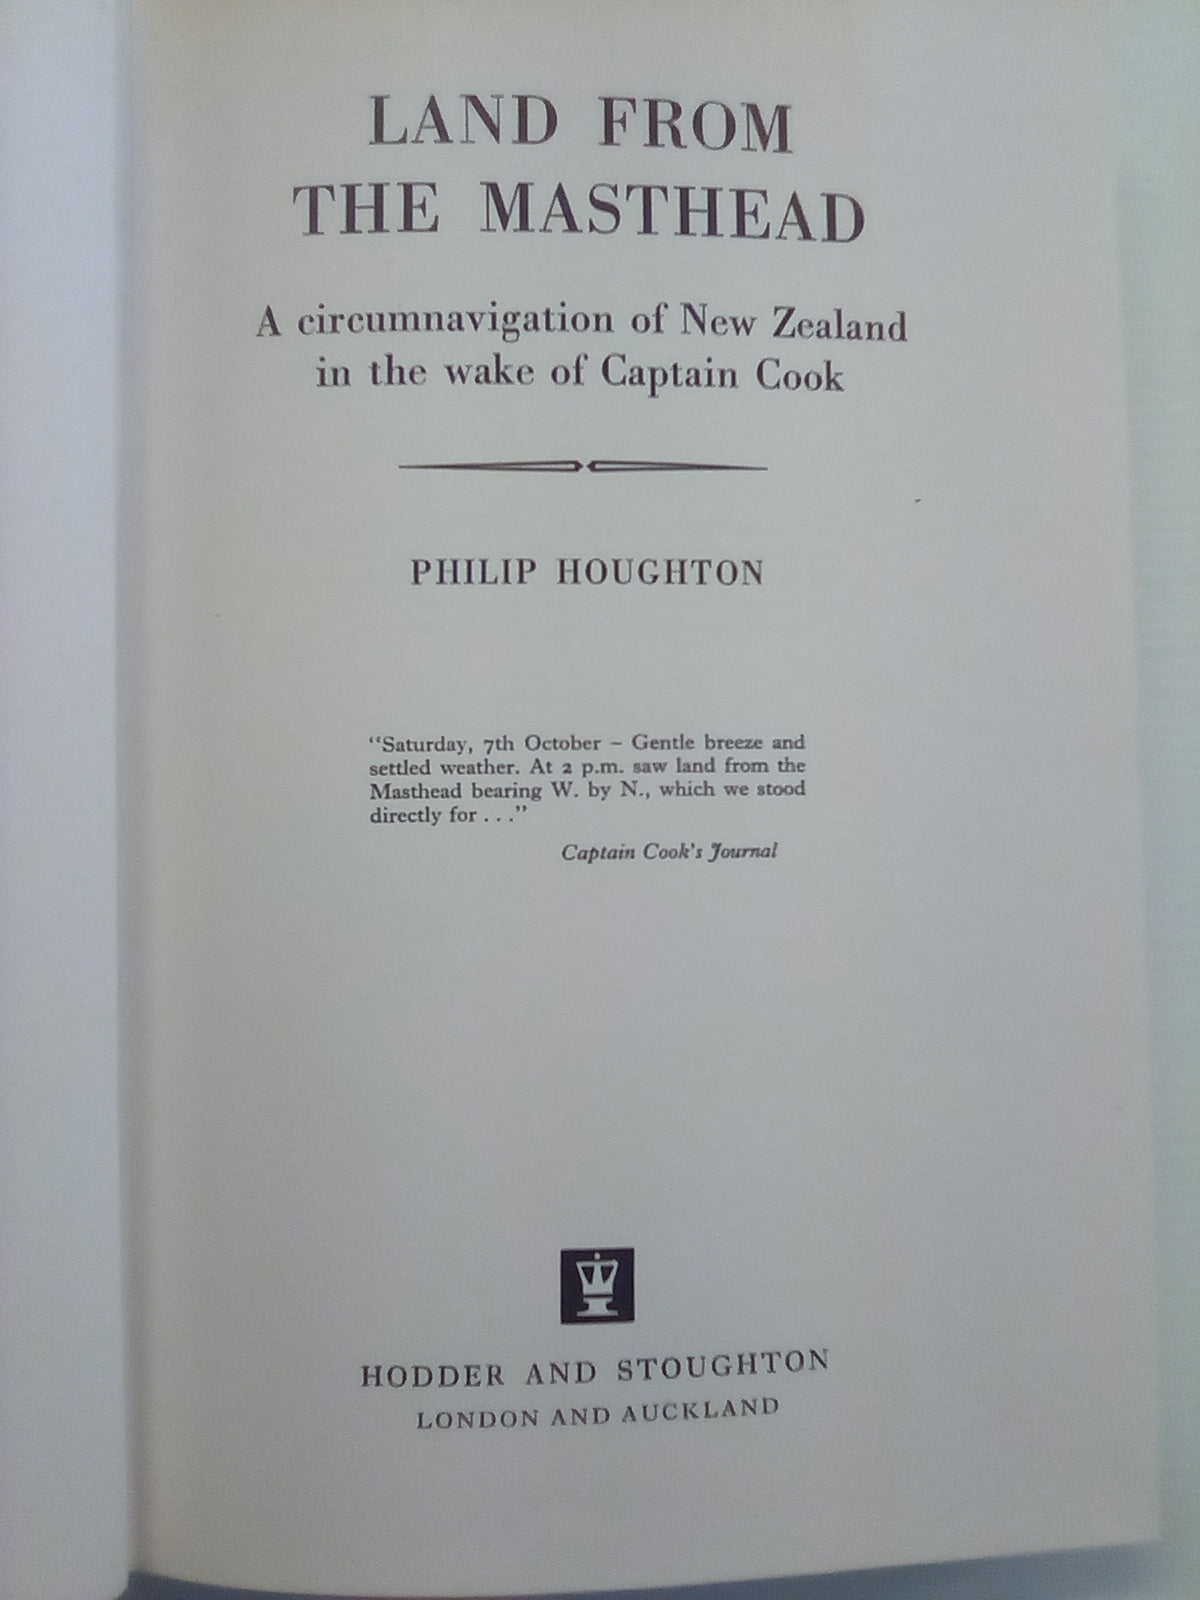 LAND FROM
THE MASTHEAD
A circumnavigation of New Zealand
in the wake of Captain Cook
PHILIP HOUGHTON
“Saturday, 7th October – Gentle breeze and
settled weather. At 2 p.m. saw land from the
Masthead bearing W. by N., which we stood
directly for . . .”
Captain Cook's Journal
HODDER AND STOUGHTON
LONDON AND AUCKLAND